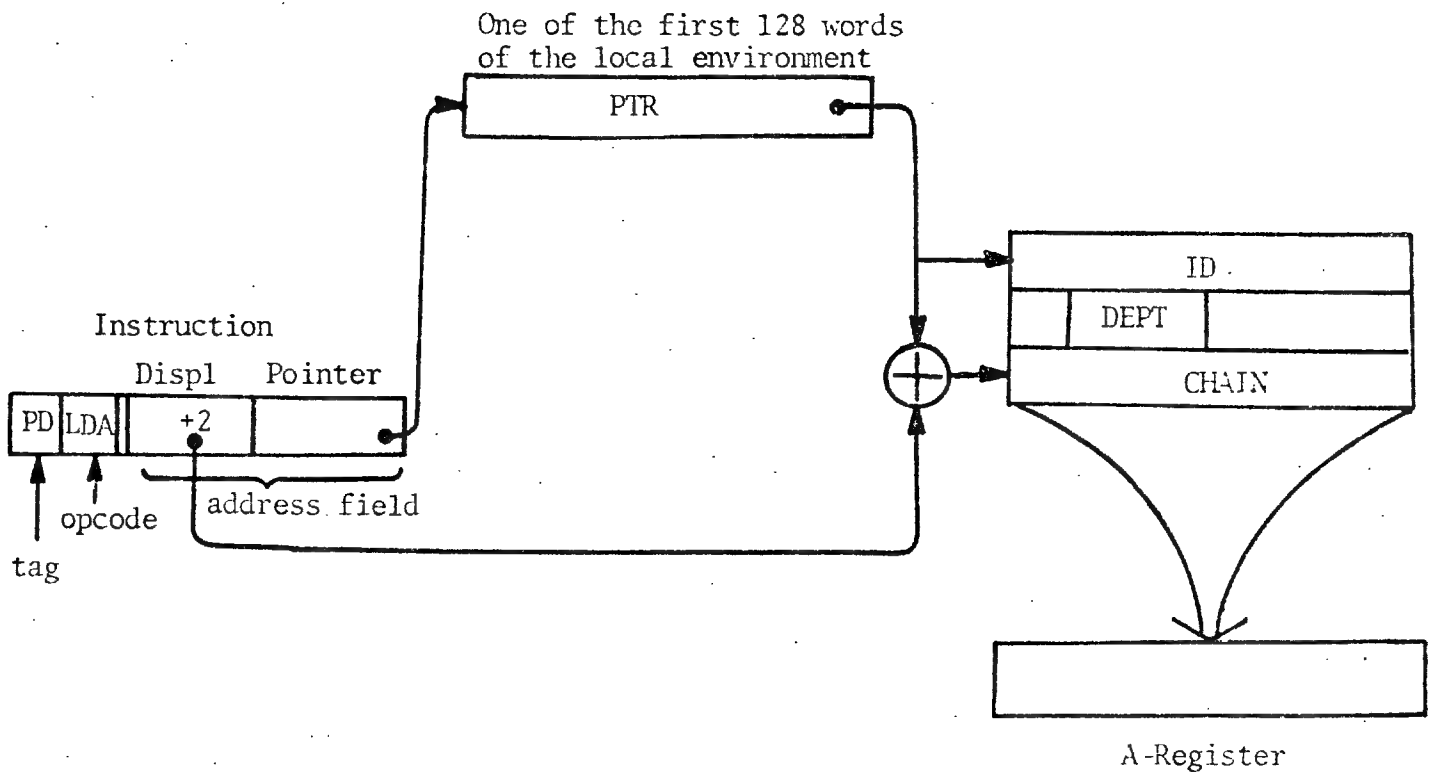 One of the first 128 words
of the local environment
PTR
ID
DEPT
CHAIN
Instruction
Displ Pointer
PD LDA +2
address field
opcode
tag
A-Register